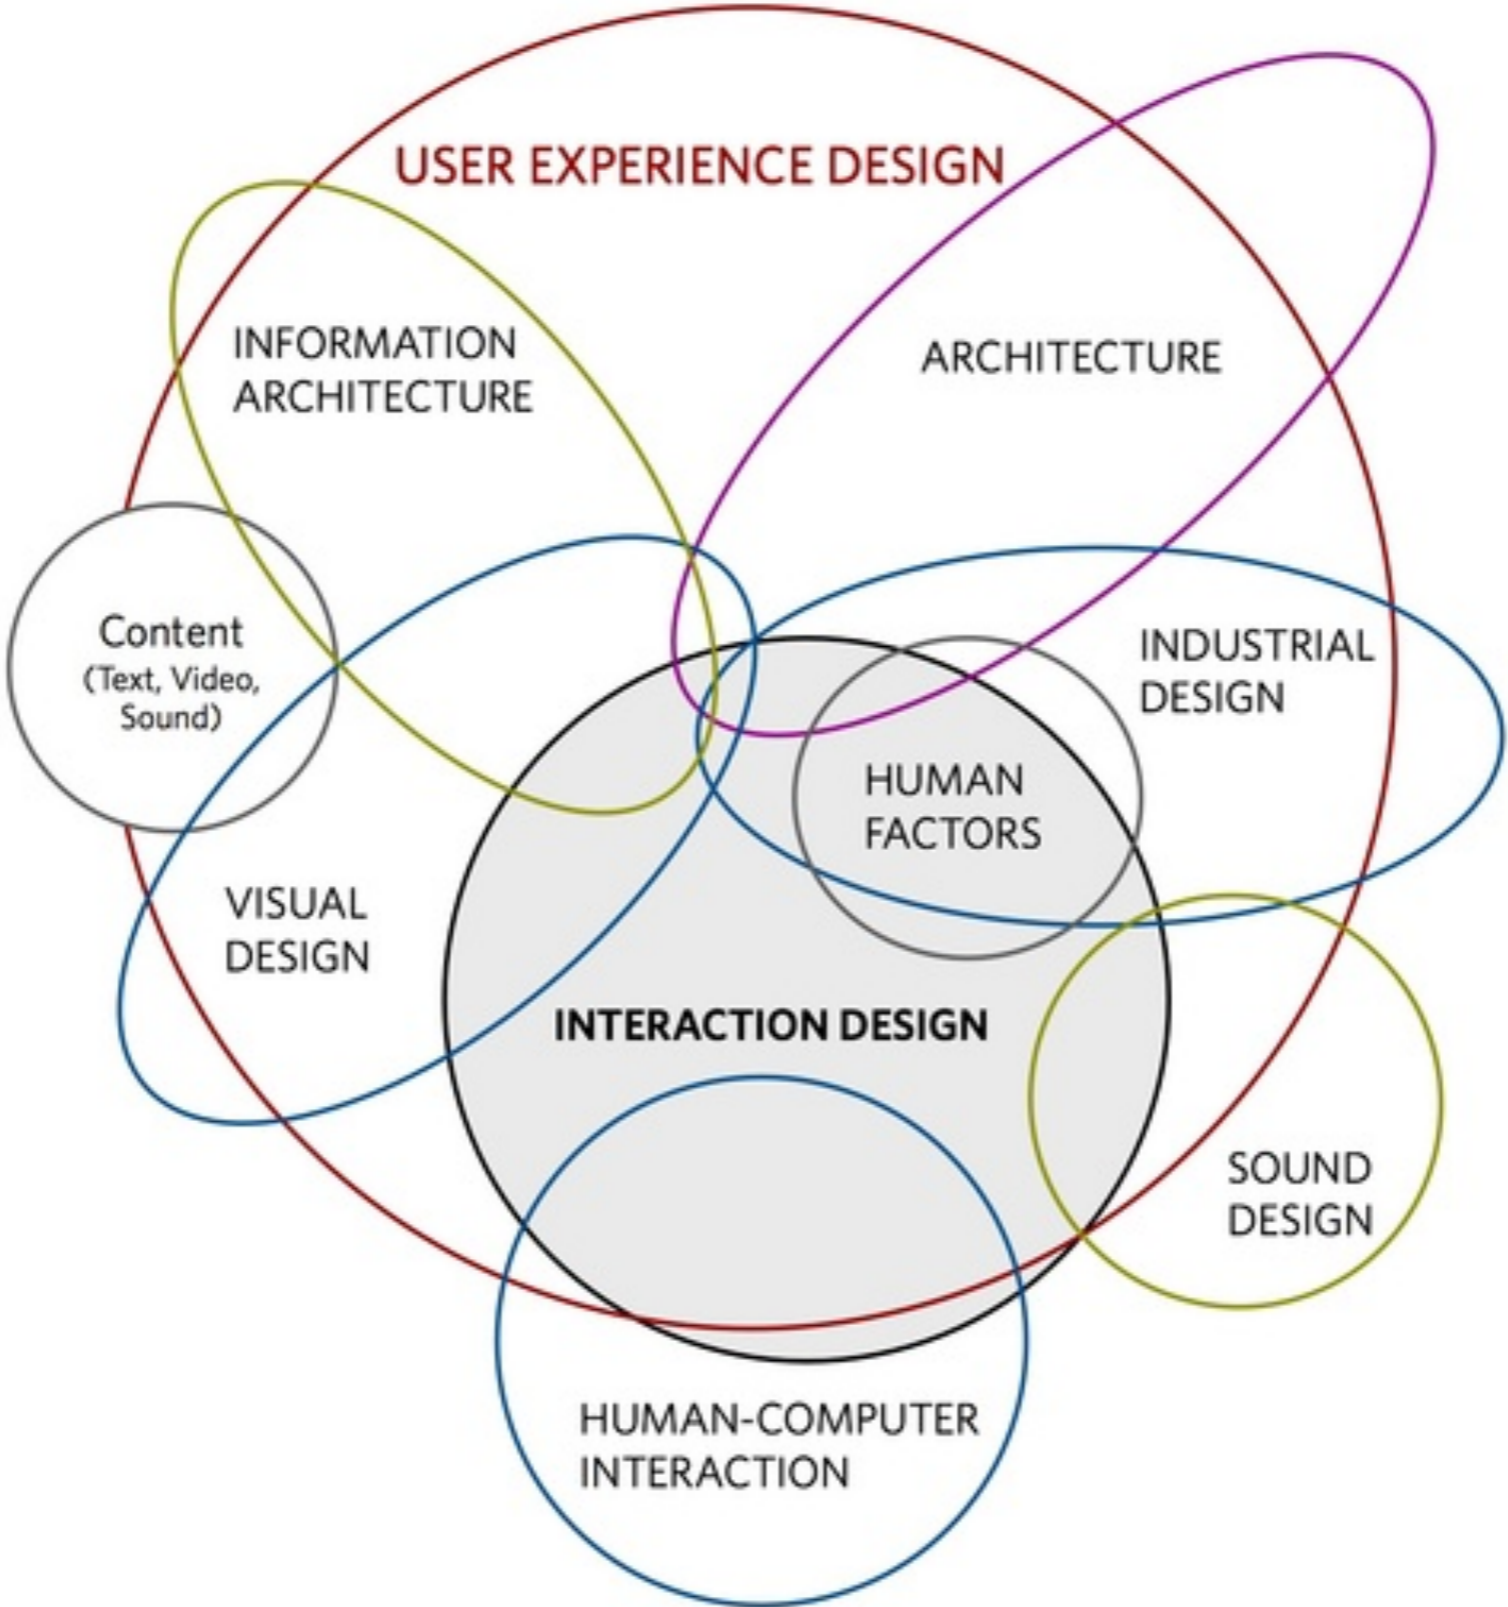 USER EXPERIENCE DESIGN
INFORMATION
ARCHITECTURE
ARCHITECTURE
Content
(Text, Video,
Sound)
INDUSTRIAL
DESIGN
HUMAN
FACTORS
VISUAL
DESIGN
INTERACTION DESIGN
SOUND
DESIGN
HUMAN-COMPUTER
INTERACTION